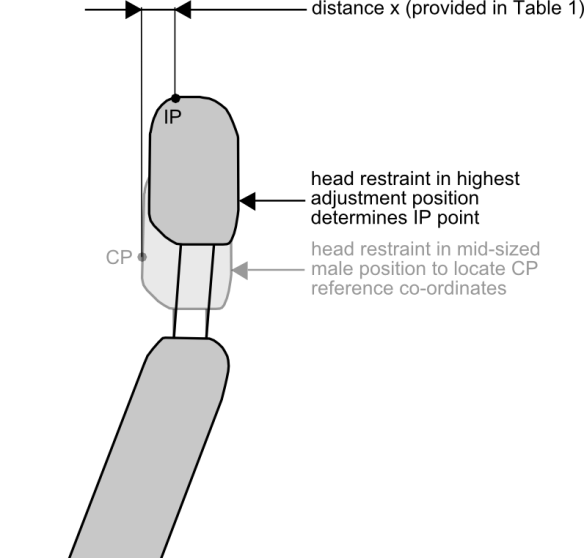 distance x (provided in Table 1)
IP
head restraint in highest
adjustment position
determines IP point
head restraint in mid-sized
male position to locate CP
reference co-ordinates
CP